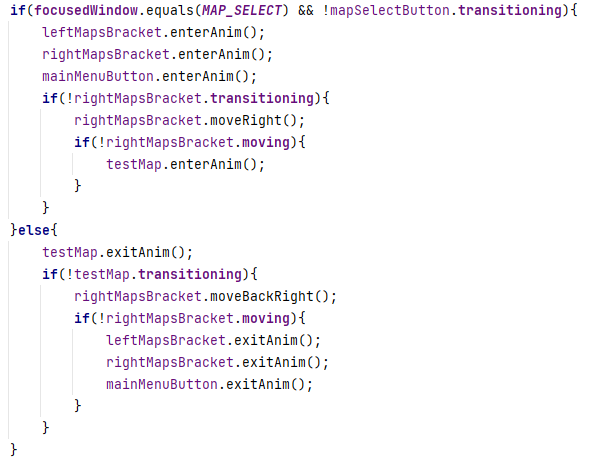 if(focusedWindow.equals(MAP_SELECT) && !mapSelectButton.transitioning){
    leftMapsBracket.enterAnim();
    rightMapsBracket.enterAnim();
    mainMenuButton.enterAnim();
    if(!rightMapsBracket.transitioning){
        rightMapsBracket.moveRight();
        if(!rightMapsBracket.moving){
            testMap.enterAnim();
        }
    }
}else{
    testMap.exitAnim();
    if(!testMap.transitioning){
        rightMapsBracket.moveBackRight();
        if(!rightMapsBracket.moving){
            leftMapsBracket.exitAnim();
            rightMapsBracket.exitAnim();
            mainMenuButton.exitAnim();
        }
    }
}